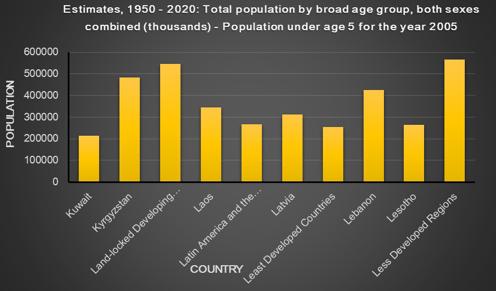 Estimates, 1950 - 2020: Total population by broad age group, both sexes
combined (thousands) - Population under age 5 for the year 2005
POPULATION
600000
500000
400000
300000
200000
100000
0
Kuwait
Kyrgyzstan
Land-locked Developing...
Laos
Latin America and the...
Latvia
Least Developed Countries
Lebanon
Lesotho
Less Developed Regions
COUNTRY